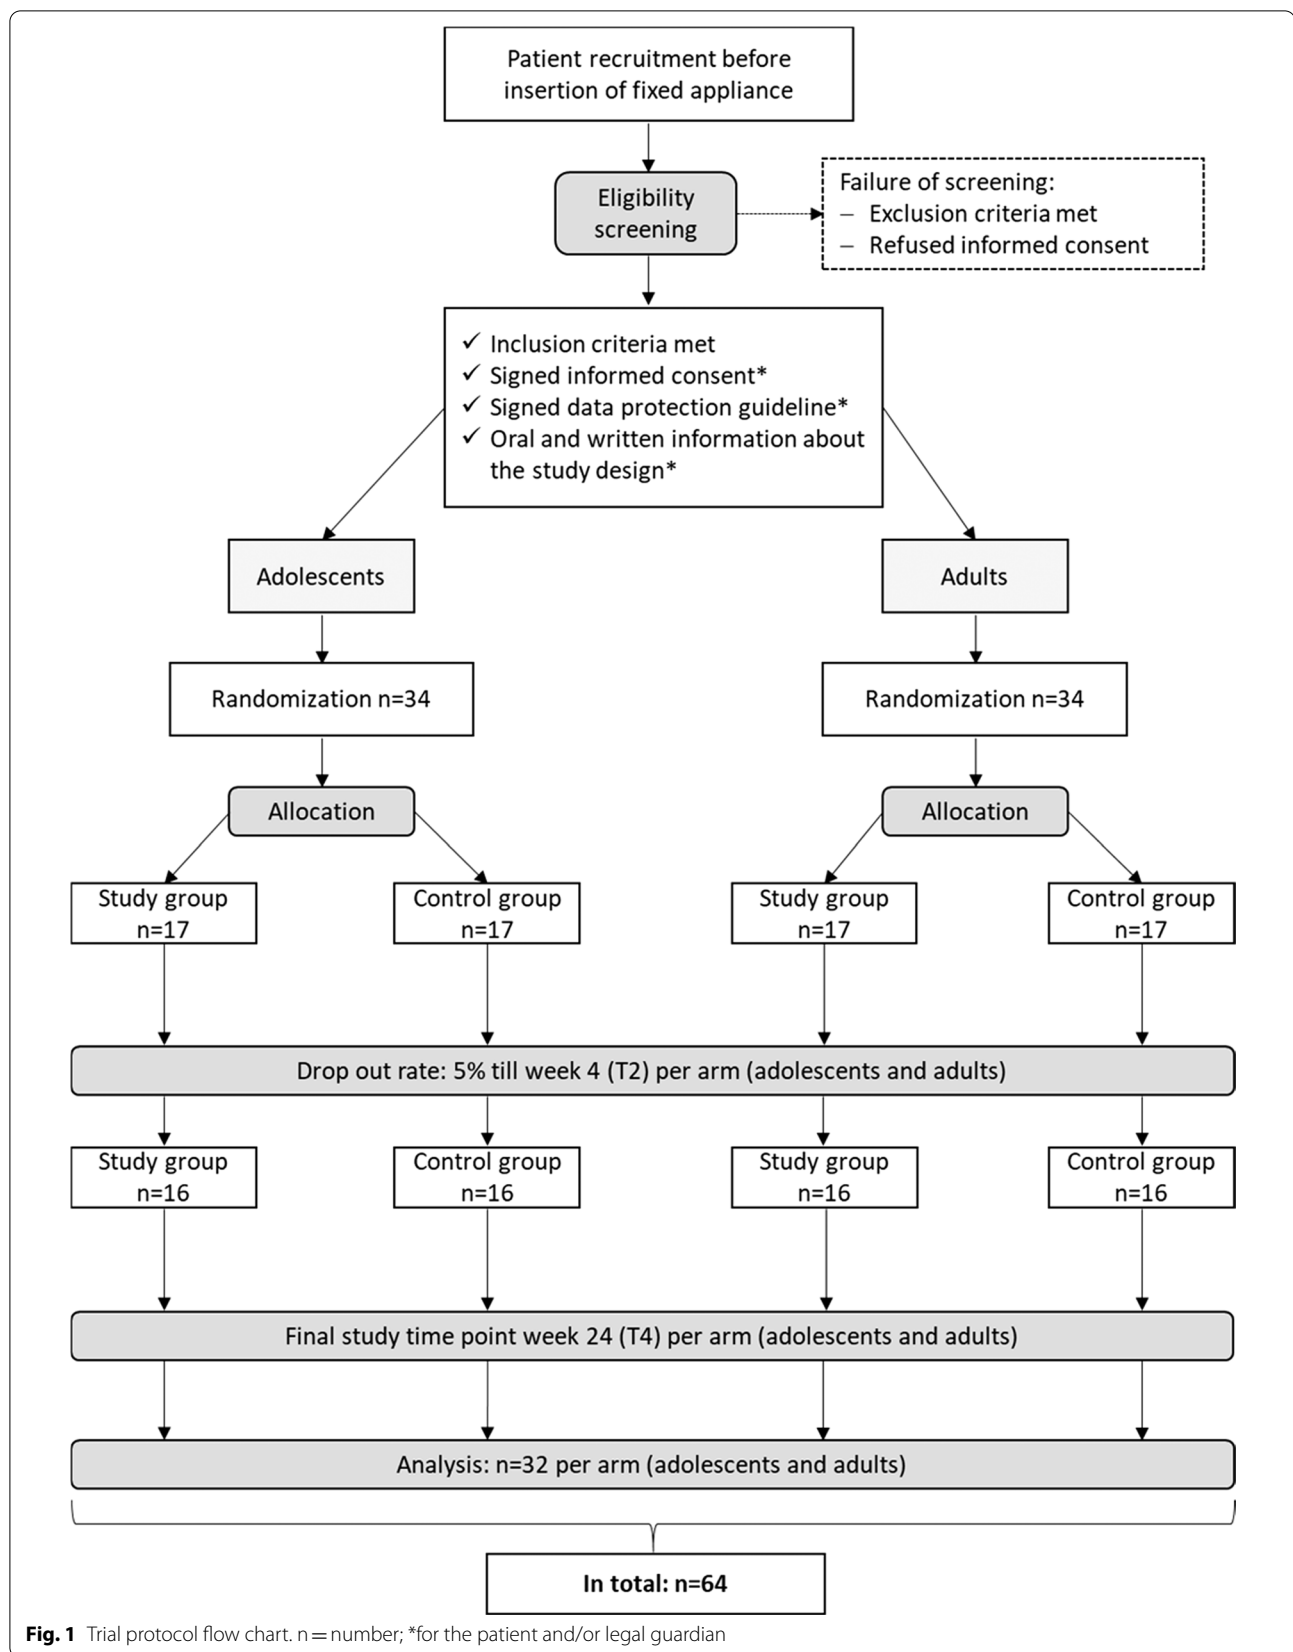 Patient recruitment before
insertion of fixed appliance
Eligibility
screening
Failure of screening:
– Exclusion criteria met
– Refused informed consent
✓ Inclusion criteria met
✓ Signed informed consent*
✓ Signed data protection guideline*
✓ Oral and written information about
the study design*
Adolescents
Adults
Randomization n=34
Randomization n=34
Allocation
Allocation
Study group
n=17
Control group
n=17
Study group
n=17
Control group
n=17
Drop out rate: 5% till week 4 (T2) per arm (adolescents and adults)
Study group
n=16
Control group
n=16
Study group
n=16
Control group
n=16
Final study time point week 24 (T4) per arm (adolescents and adults)
Analysis: n=32 per arm (adolescents and adults)
In total: n=64
Fig. 1 Trial protocol flow chart. n = number; *for the patient and/or legal guardian